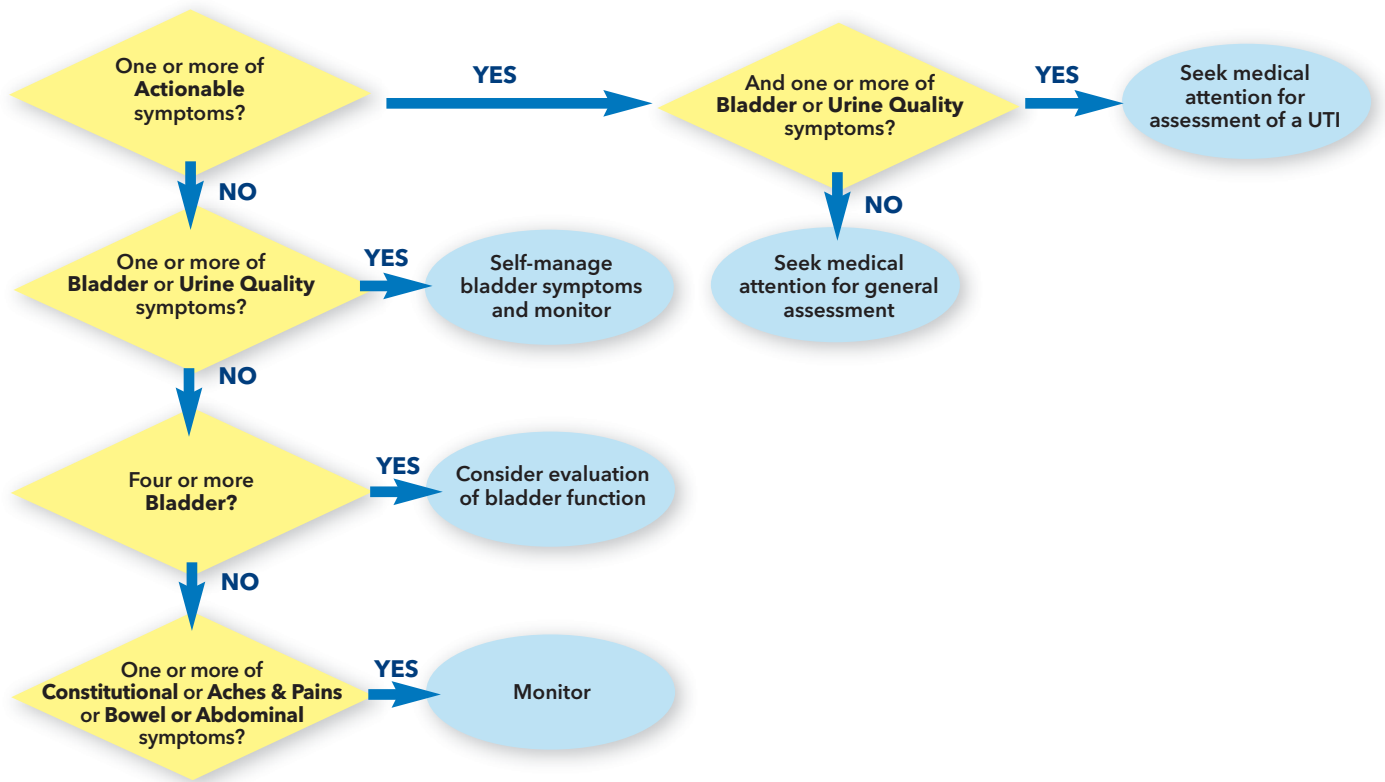 One or more of
Actionable
symptoms?
YES
And one or more of
Bladder or Urine Quality
symptoms?
YES
Seek medical
attention for
assessment of a UTI
NO
NO
One or more of
Bladder or Urine Quality
symptoms?
YES
Self-manage
bladder symptoms
and monitor
Seek medical
attention for general
assessment
NO
Four or more
Bladder?
YES
Consider evaluation
of bladder function
NO
One or more of
Constitutional or Aches & Pains
or Bowel or Abdominal
symptoms?
YES
Monitor